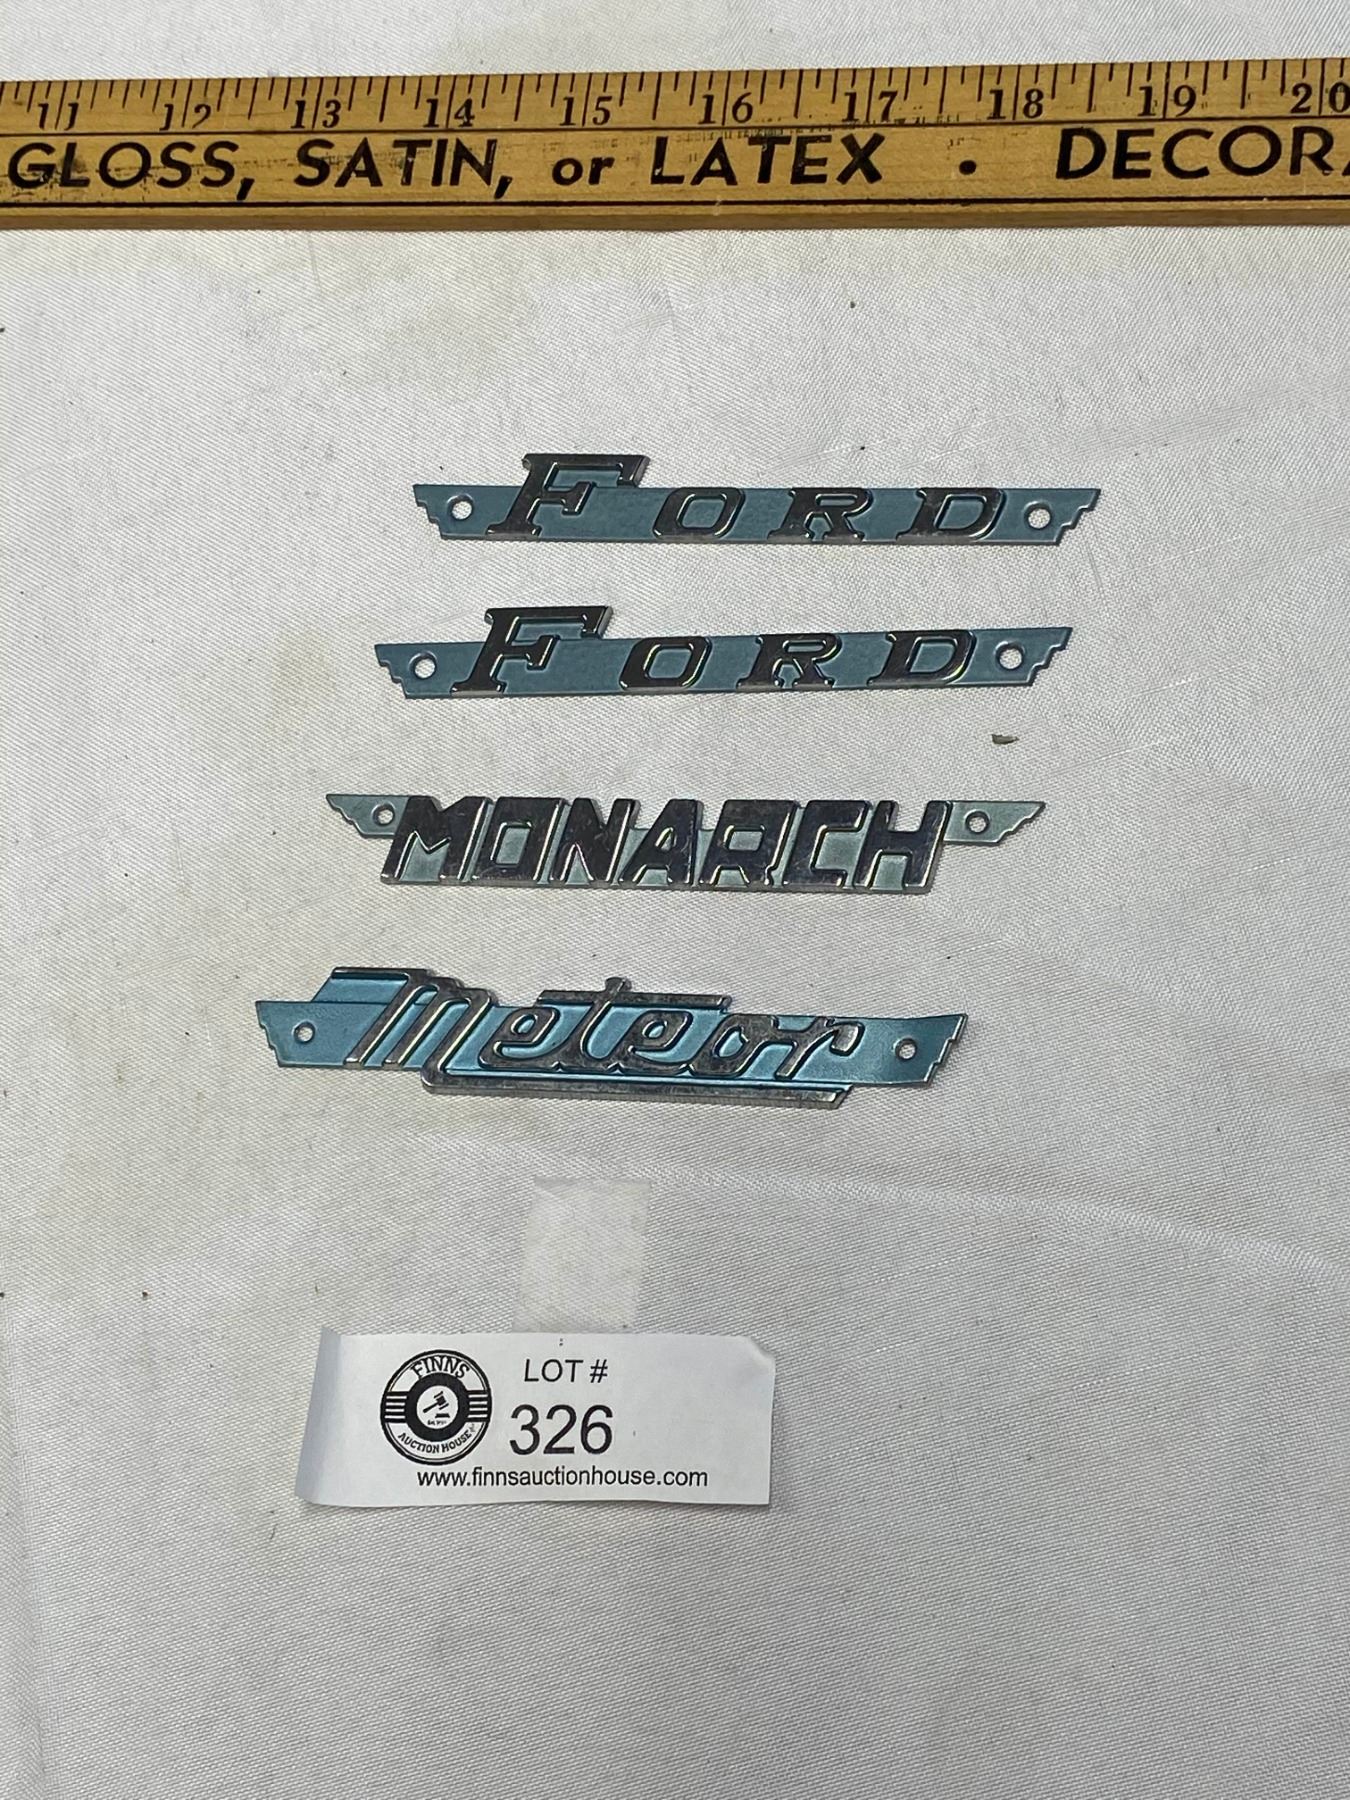 11 12 13 14 15 16 17 18 19 20
GLOSS, SATIN, or LATEX • DECORA
FORD
FORD
MONARCH
Meteor
FINNS
AUCTION HOUSE
LOT #
326
www.finnsauctionhouse.com